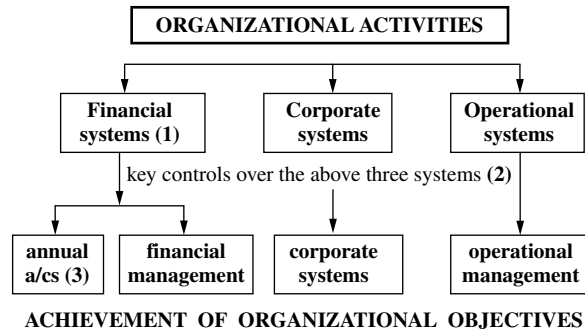 ORGANIZATIONAL ACTIVITIES
Financial
systems (1)
Corporate
systems
Operational
systems
key controls over the above three systems (2)
annual
a/cs (3)
financial
management
corporate
systems
operational
management
ACHIEVEMENT OF ORGANIZATIONAL OBJECTIVES